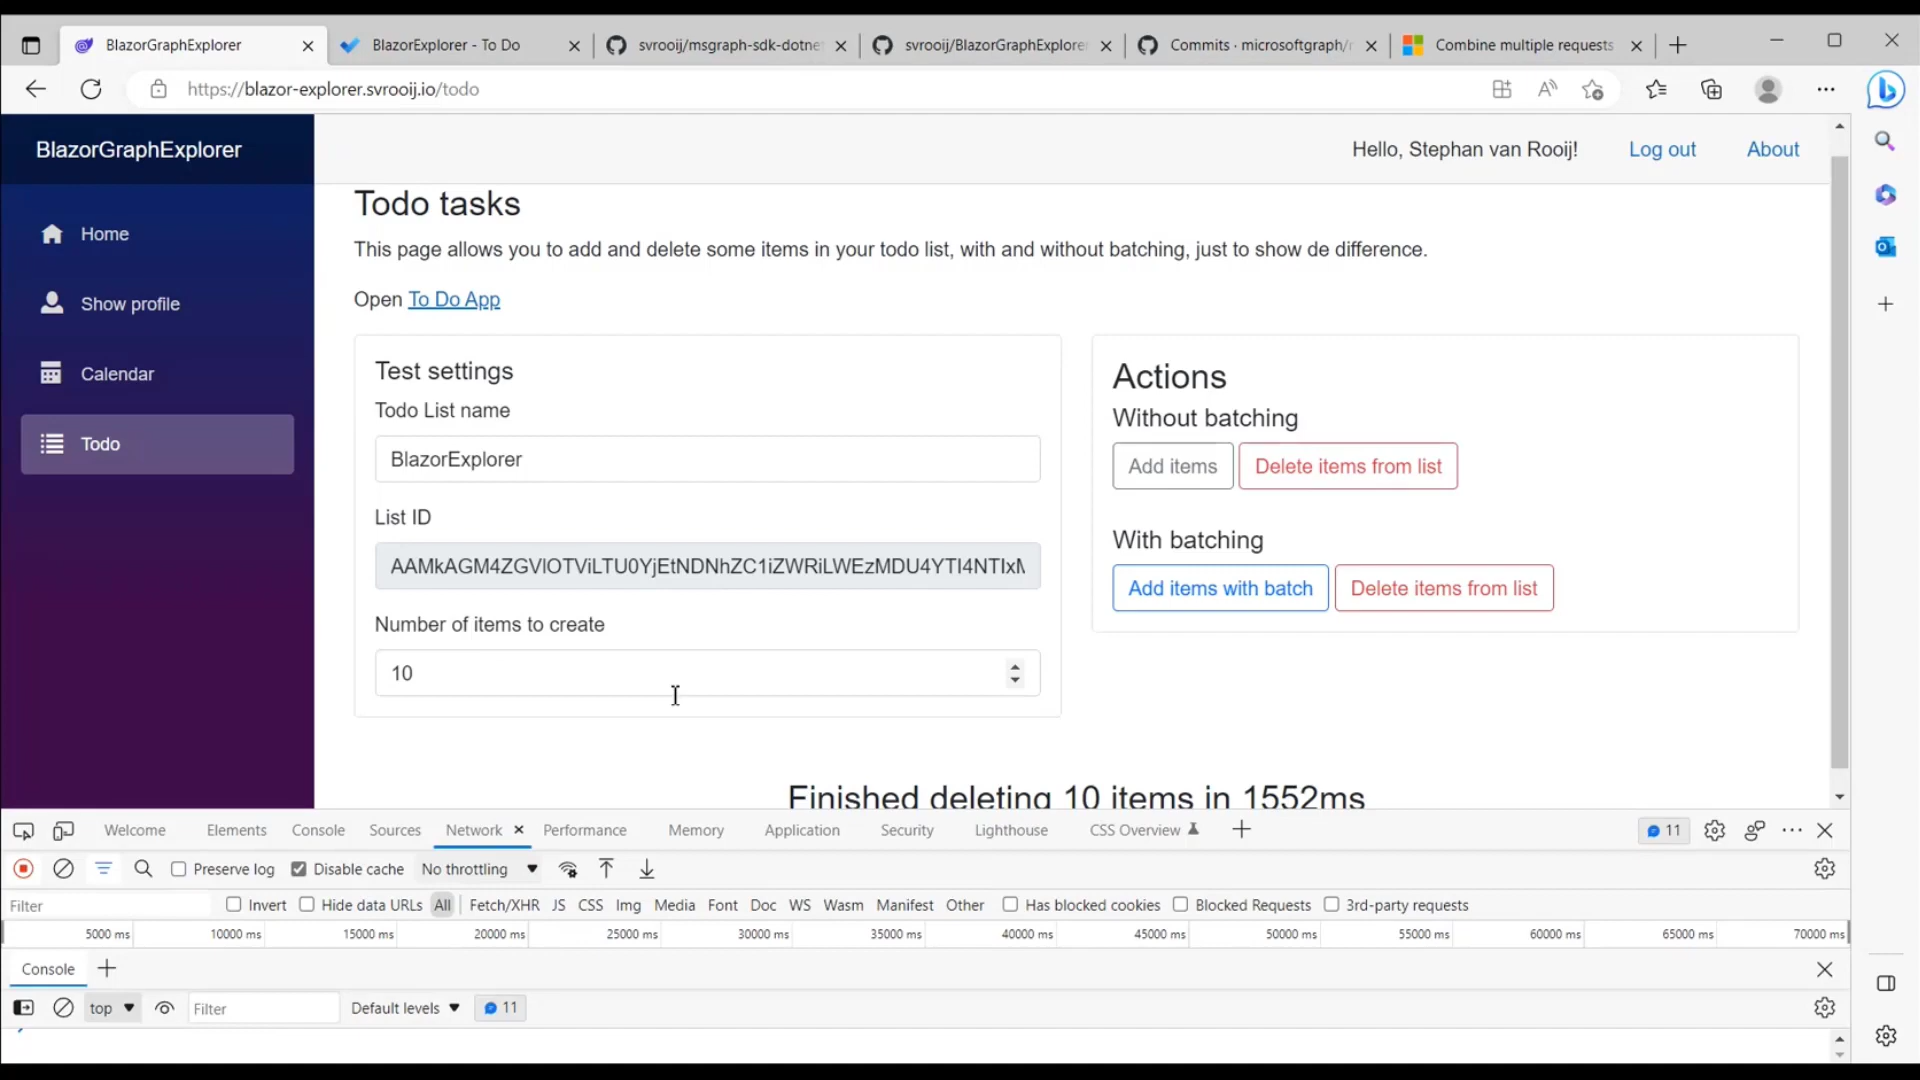 BlazorGraphExplorer
BlazorExplorer - To Do
svrooij/msgraph-sdk-dotne
svrooij/BlazorGraphExplorer
Commits · microsoftgraph/
Combine multiple requests
https://blazor-explorer.svrooij.io/todo
BlazorGraphExplorer
Hello, Stephan van Rooij!
Log out
About
Home
Show profile
Calendar
Todo
Todo tasks
This page allows you to add and delete some items in your todo list, with and without batching, just to show de difference.
Open To Do App
Test settings
Todo List name
BlazorExplorer
List ID
Number of items to create
10
Actions
Without batching
Add items
Delete items from list
With batching
Add items with batch
Delete items from list
Finished deleting 10 items in 1552ms
Welcome
Elements
Console
Sources
Network
Performance
Memory
Application
Security
Lighthouse
CSS Overview
11
Preserve log
Disable cache
No throttling
Filter
Invert
Hide data URLs
All
Fetch/XHR
JS
CSS
Img
Media
Font
Doc
WS
Wasm
Manifest
Other
Has blocked cookies
Blocked Requests
3rd-party requests
5000 ms
10000 ms
15000 ms
20000 ms
25000 ms
30000 ms
35000 ms
40000 ms
45000 ms
50000 ms
55000 ms
60000 ms
65000 ms
70000 ms
Console
top
Filter
Default levels
11